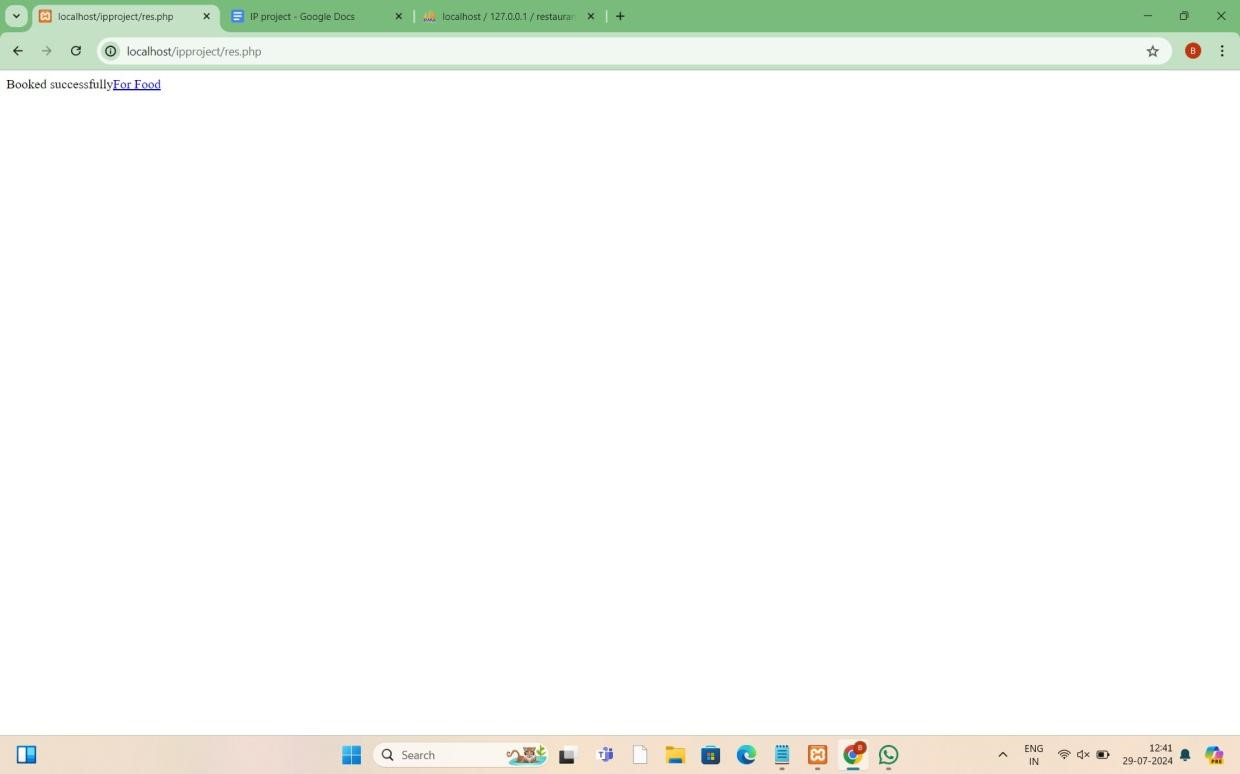 localhost/ipproject/res.php
IP project - Google Docs
localhost / 127.0.0.1 / restauran
localhost/ipproject/res.php
B
Booked successfullyFor Food
Search
B
ENG
IN
12:41
29-07-2024
PRE